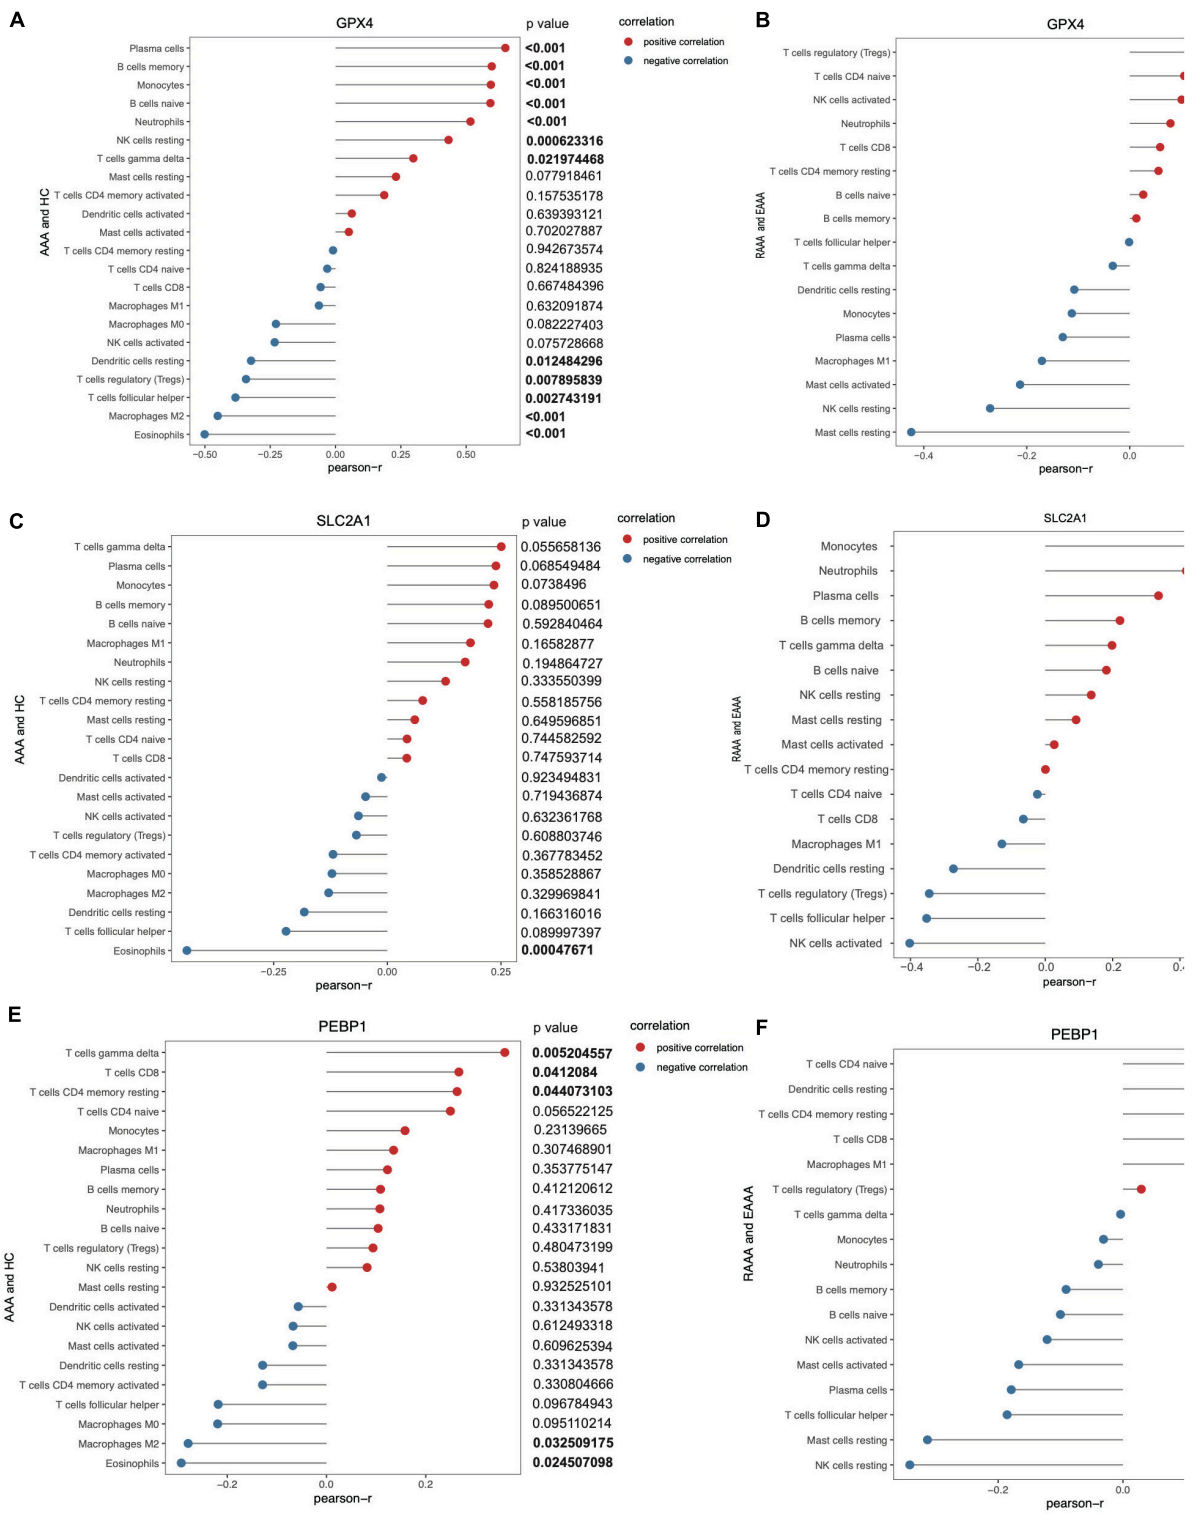 A
GPX4
p value
correlation
positive correlation
negative correlation
AAA and HC
Plasma cells <0.001
B cells memory <0.001
Monocytes <0.001
B cells naive <0.001
Neutrophils <0.001
NK cells resting 0.000623316
T cells gamma delta 0.021974468
Mast cells resting 0.077918461
T cells CD4 memory activated 0.157535178
Dendritic cells activated 0.639393121
Mast cells activated 0.702027887
T cells CD4 memory resting 0.942673574
T cells CD4 naive 0.824188935
T cells CD8 0.667484396
Macrophages M1 0.632091874
Macrophages M0 0.082227403
NK cells activated 0.075728668
Dendritic cells resting 0.012484296
T cells regulatory (Tregs) 0.007895839
T cells follicular helper 0.002743191
Macrophages M2 <0.001
Eosinophils <0.001
−0.50 −0.25 0.00 0.25 0.50
pearson−r
B
GPX4
RAAA and EAAA
T cells regulatory (Tregs)
T cells CD4 naive
NK cells activated
Neutrophils
T cells CD8
T cells CD4 memory resting
B cells naive
B cells memory
T cells follicular helper
T cells gamma delta
Dendritic cells resting
Monocytes
Plasma cells
Macrophages M1
Mast cells activated
NK cells resting
Mast cells resting
−0.4 −0.2 0.0
pearson−r
C
SLC2A1
p value
correlation
positive correlation
negative correlation
AAA and HC
T cells gamma delta 0.055658136
Plasma cells 0.068549484
Monocytes 0.0738496
B cells memory 0.089500651
B cells naive 0.592840464
Macrophages M1 0.16582877
Neutrophils 0.194864727
NK cells resting 0.333550399
T cells CD4 memory resting 0.558185756
Mast cells resting 0.649596851
T cells CD4 naive 0.744582592
T cells CD8 0.747593714
Dendritic cells activated 0.923494831
Mast cells activated 0.719436874
NK cells activated 0.632361768
T cells regulatory (Tregs) 0.608803746
T cells CD4 memory activated 0.367783452
Macrophages M0 0.358528867
Macrophages M2 0.329969841
Dendritic cells resting 0.166316016
T cells follicular helper 0.089997397
Eosinophils 0.00047671
−0.25 0.00 0.25
pearson−r
D
SLC2A1
RAAA and EAAA
Monocytes
Neutrophils
Plasma cells
B cells memory
T cells gamma delta
B cells naive
NK cells resting
Mast cells resting
Mast cells activated
T cells CD4 memory resting
T cells CD4 naive
T cells CD8
Macrophages M1
Dendritic cells resting
T cells regulatory (Tregs)
T cells follicular helper
NK cells activated
−0.4 −0.2 0.0 0.2
pearson−r
E
PEBP1
p value
correlation
positive correlation
negative correlation
AAA and HC
T cells gamma delta 0.005204557
T cells CD8 0.0412084
T cells CD4 memory resting 0.044073103
T cells CD4 naive 0.056522125
Monocytes 0.23139665
Macrophages M1 0.307468901
Plasma cells 0.353775147
B cells memory 0.412120612
Neutrophils 0.417336035
B cells naive 0.433171831
T cells regulatory (Tregs) 0.480473199
NK cells resting 0.53803941
Mast cells resting 0.932525101
Dendritic cells activated 0.331343578
NK cells activated 0.612493318
Mast cells activated 0.609625394
Dendritic cells resting 0.331343578
T cells CD4 memory activated 0.330804666
T cells follicular helper 0.096784943
Macrophages M0 0.095110214
Macrophages M2 0.032509175
Eosinophils 0.024507098
−0.2 0.0 0.2
pearson−r
F
PEBP1
RAAA and EAAA
T cells CD4 naive
Dendritic cells resting
T cells CD4 memory resting
T cells CD8
Macrophages M1
T cells regulatory (Tregs)
T cells gamma delta
Monocytes
Neutrophils
B cells memory
B cells naive
NK cells activated
Mast cells activated
Plasma cells
T cells follicular helper
Mast cells resting
NK cells resting
−0.2 0.0
pearson−r